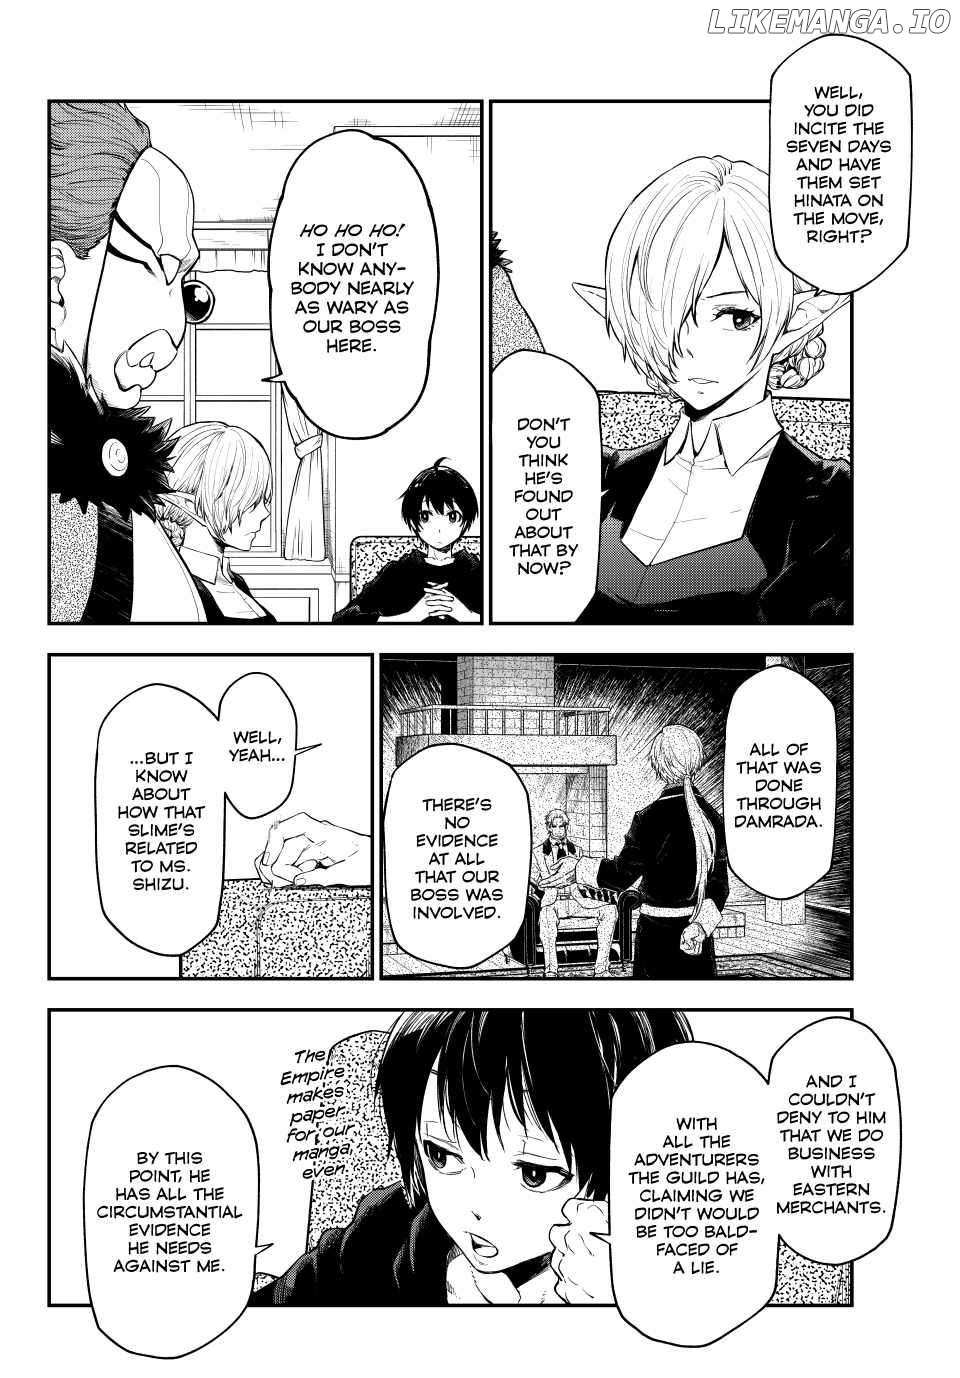 LIKEMANGA.IO
WELL,
YOU DID
INCITE THE
SEVEN DAYS
AND HAVE
THEM SET
HINATA ON
THE MOVE,
RIGHT?
DON'T
YOU
THINK
HE'S
FOUND
OUT
ABOUT
THAT BY
NOW?
HO HO HO!
I DON'T
KNOW ANY-
BODY NEARLY
AS WARY AS
OUR BOSS
HERE.
ALL OF
THAT WAS
DONE
THROUGH
DAMRADA.
THERE'S
NO
EVIDENCE
AT ALL
THAT OUR
BOSS WAS
INVOLVED.
WELL,
YEAH...
...BUT I
KNOW
ABOUT
HOW THAT
SLIME'S
RELATED
TO MS.
SHIZU.
AND I
COULDN'T
DENY TO HIM
THAT WE DO
BUSINESS
WITH
EASTERN
MERCHANTS.
WITH
ALL THE
ADVENTURERS
THE GUILD HAS,
CLAIMING WE
DIDN'T WOULD
BE TOO BALD-
FACED OF
A LIE.
The
Empire
makes
paper
for our
manga,
even
BY THIS
POINT, HE
HAS ALL THE
CIRCUMSTANTIAL
EVIDENCE
HE NEEDS
AGAINST ME.